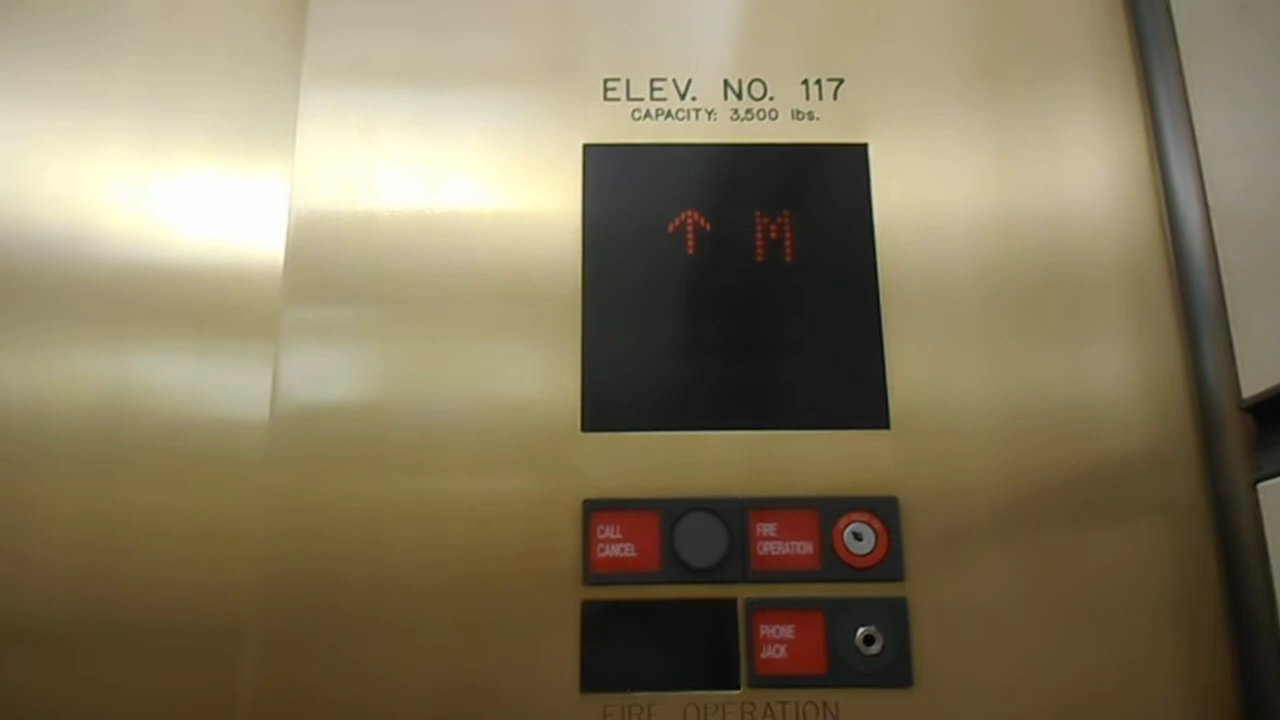 ELEV. NO. 117
CAPACITY: 3,500 lbs.
↑ M
CALL
CANCEL
FIRE
OPERATION
PHONE
JACK
FIRE OPERATION